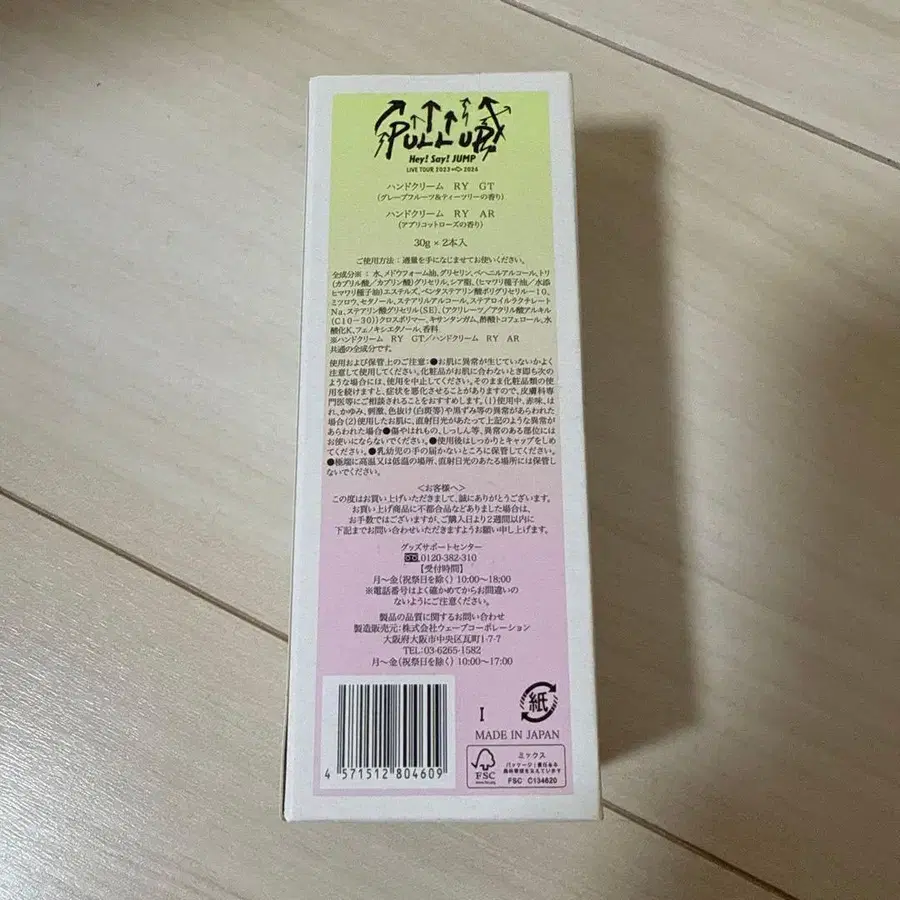 PULL UP!
Hey! Say! JUMP
LIVE TOUR 2023→2024
ハンドクリーム RY GT
(グレープフルーツ&ティーツリーの香り)
ハンドクリーム RY AR
(アプリコットローズの香り)
30g × 2本入
ご使用方法：適量を手になじませてお使いください。
全成分※：水、メドウフォーム油、グリセリン、ベヘニルアルコール、トリ
(カプリル酸／カプリン酸)グリセリル、シア脂、(ヒマワリ種子油／水添
ヒマワリ種子油)エステルズ、ペンタステアリン酸ポリグリセリル－10、
ミツロウ、セタノール、ステアリルアルコール、ステアロイルラクチレート
Na、ステアリン酸グリセリル(SE)、(アクリレーツ／アクリル酸アルキル
(C10－30))クロスポリマー、キサンタンガム、酢酸トコフェロール、水
酸化K、フェノキシエタノール、香料
※ハンドクリーム RY GT／ハンドクリーム RY AR
共通の全成分です。
使用および保管上のご注意：●お肌に異常が生じていないかよく
注意して使用してください。化粧品がお肌に合わないとき即ち次の
ような場合には、使用を中止してください。そのまま化粧品類の使用
を続けますと、症状を悪化させることがありますので、皮膚科専
門医等にご相談されることをおすすめします。(1)使用中、赤味、は
れ、かゆみ、刺激、色抜け(白斑等)や黒ずみ等の異常があらわれた
場合(2)使用したお肌に、直射日光があたって上記のような異常が
あらわれた場合●傷やはれもの、しっしん等、異常のある部位には
お使いにならないでください。●使用後はしっかりとキャップをしめ
てください。●乳幼児の手の届かないところに保管してください。
●極端に高温又は低温の場所、直射日光のあたる場所には保管し
ないでください。
＜お客様へ＞
この度はお買い上げいただきまして、誠にありがとうございます。
お買い上げ商品に不都合品などありました場合は、
お手数ではございますが、ご購入日より2週間以内に
下記までお問い合わせいただきますようお願い申し上げます。
グッズサポートセンター
0120-382-310
【受付時間】
月～金(祝祭日を除く) 10:00～18:00
※電話番号はよく確かめてからお間違いの
ないようにご注意ください。
製品の品質に関するお問い合わせ
製造販売元：株式会社ウェーブコーポレーション
大阪府大阪市中央区瓦町1-7-7
TEL：03-6265-1582
月～金(祝祭日を除く) 10:00～17:00
I
紙
MADE IN JAPAN
4 571512 804609
FSC
ミックス
パッケージ｜責任ある
森林管理を支えています
FSC C134620